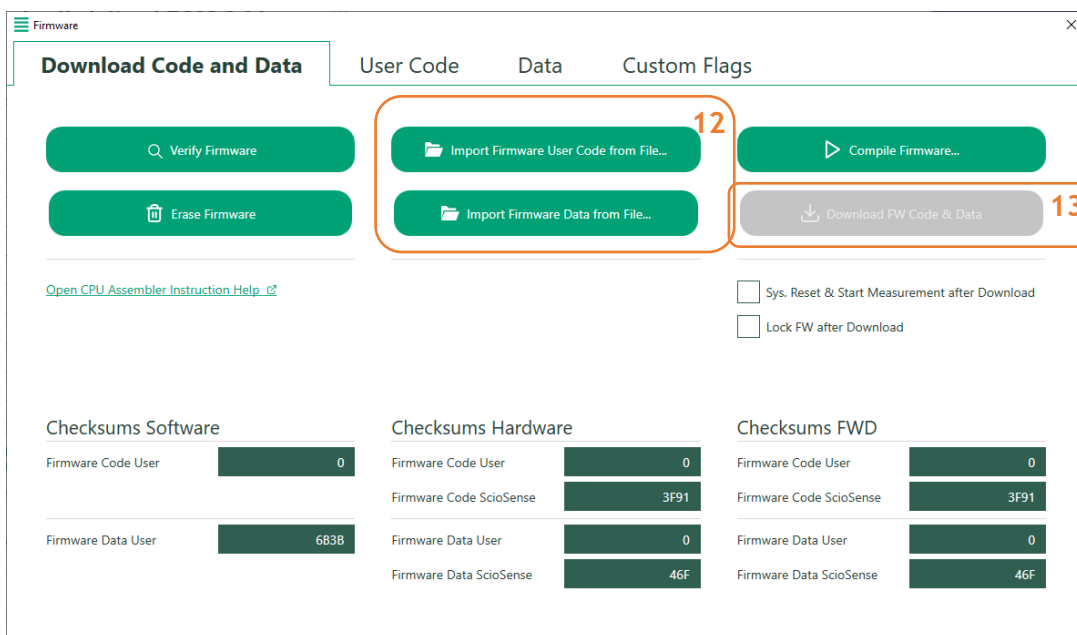 Firmware
Download Code and Data User Code Data Custom Flags
12
Verify Firmware Import Firmware User Code from File... Compile Firmware...
13
Erase Firmware Import Firmware Data from File... Download FW Code & Data
Open CPU Assembler Instruction Help
Sys. Reset & Start Measurement after Download
Lock FW after Download
Checksums Software Checksums Hardware Checksums FWD
Firmware Code User 0 Firmware Code User 0 Firmware Code User 0
Firmware Code ScioSense 3F91 Firmware Code ScioSense 3F91
Firmware Data User 6B3B Firmware Data User 0 Firmware Data User 0
Firmware Data ScioSense 46F Firmware Data ScioSense 46F